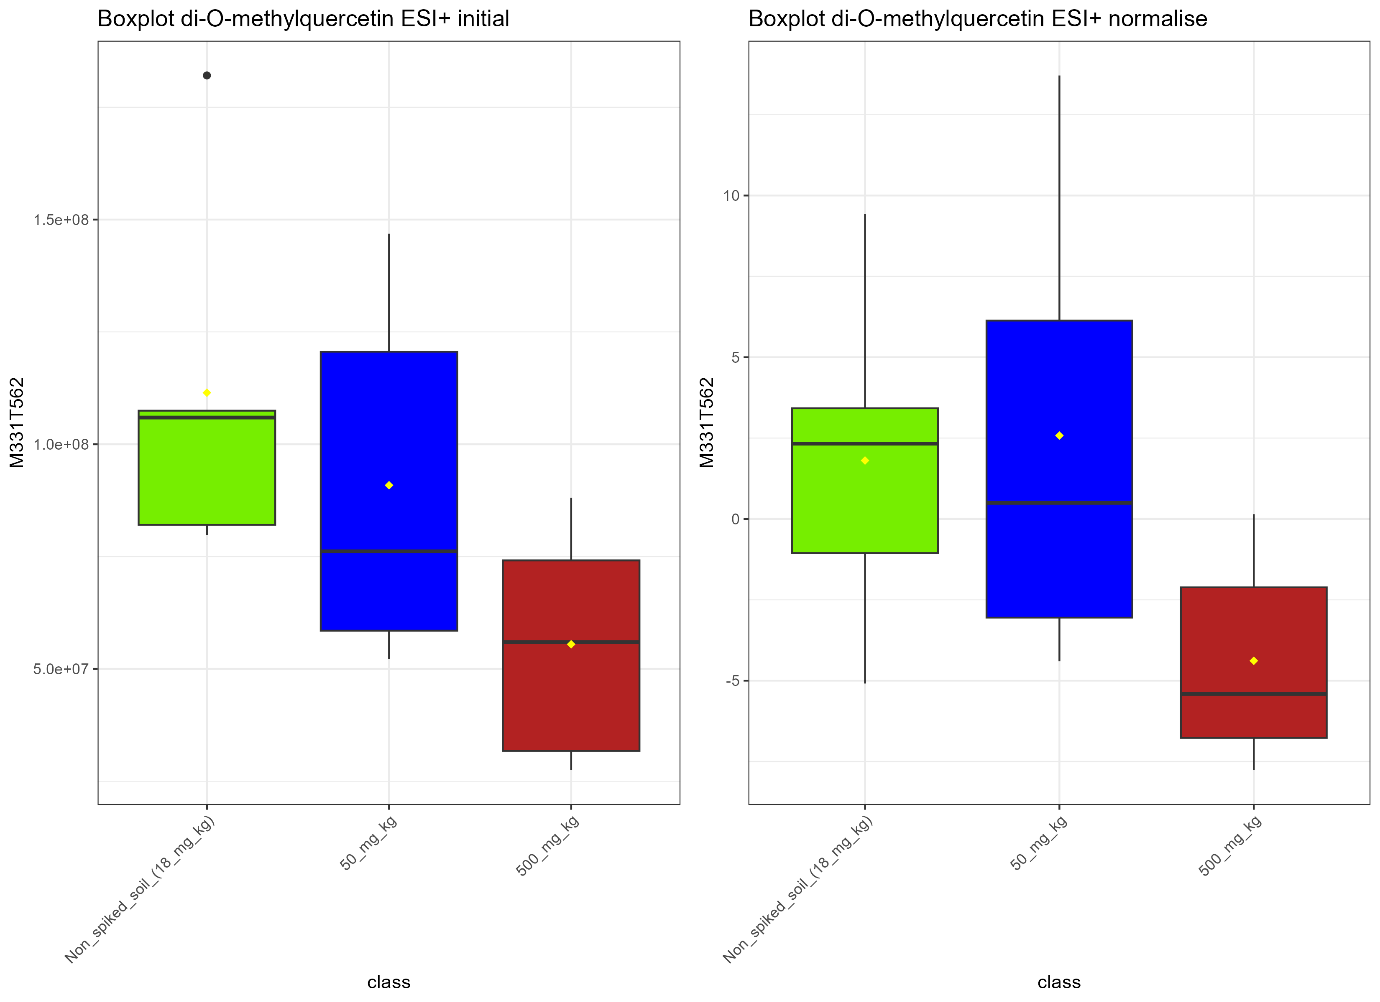 Boxplot di-O-methylquercetin ESI+ initial
M331T562
1.5e+08
1.0e+08
5.0e+07
Non_spiked_soil_(18_mg_kg)
50_mg_kg
500_mg_kg
class
Boxplot di-O-methylquercetin ESI+ normalise
M331T562
10
5
0
-5
Non_spiked_soil_(18_mg_kg)
50_mg_kg
500_mg_kg
class